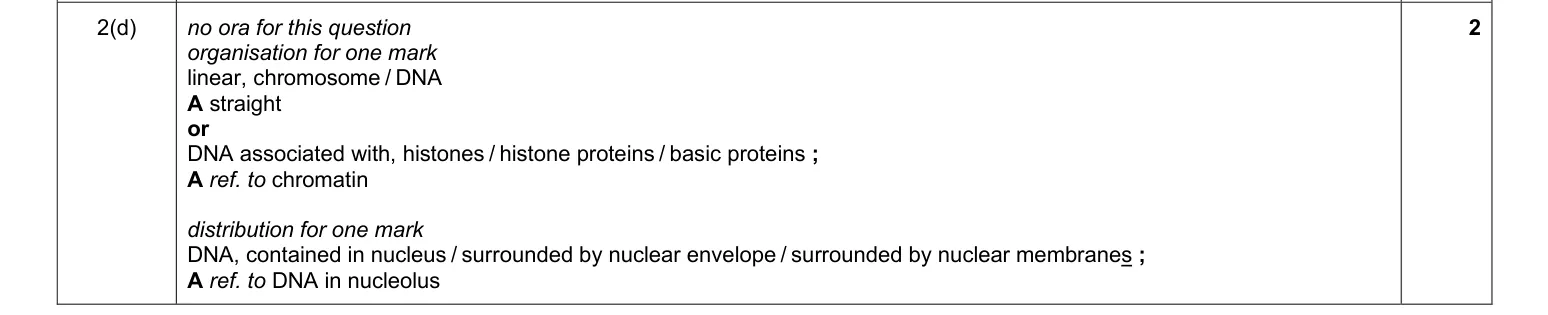 2(d)
no ora for this question
organisation for one mark
linear, chromosome / DNA
A straight
or
DNA associated with, histones / histone proteins / basic proteins ;
A ref. to chromatin
distribution for one mark
DNA, contained in nucleus / surrounded by nuclear envelope / surrounded by nuclear membranes ;
A ref. to DNA in nucleolus
2